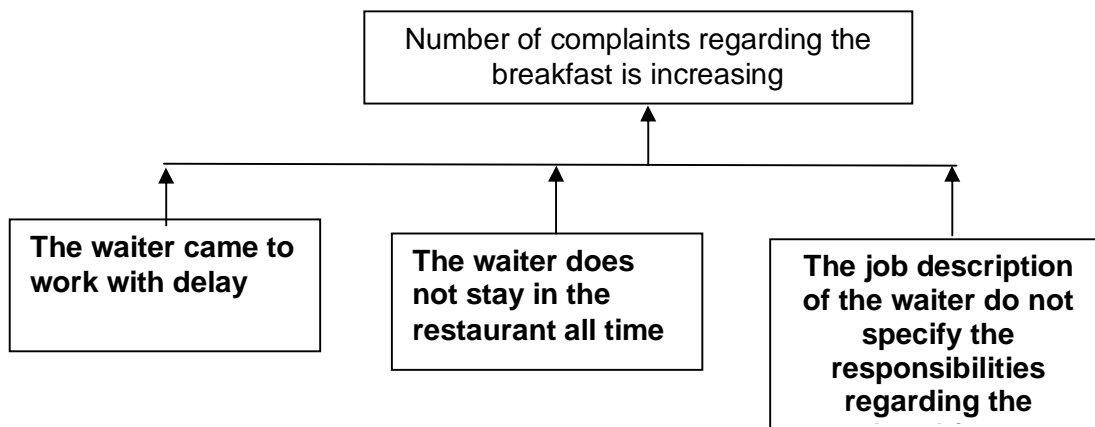 Number of complaints regarding the
breakfast is increasing
The waiter came to
work with delay
The waiter does
not stay in the
restaurant all time
The job description
of the waiter do not
specify the
responsibilities
regarding the